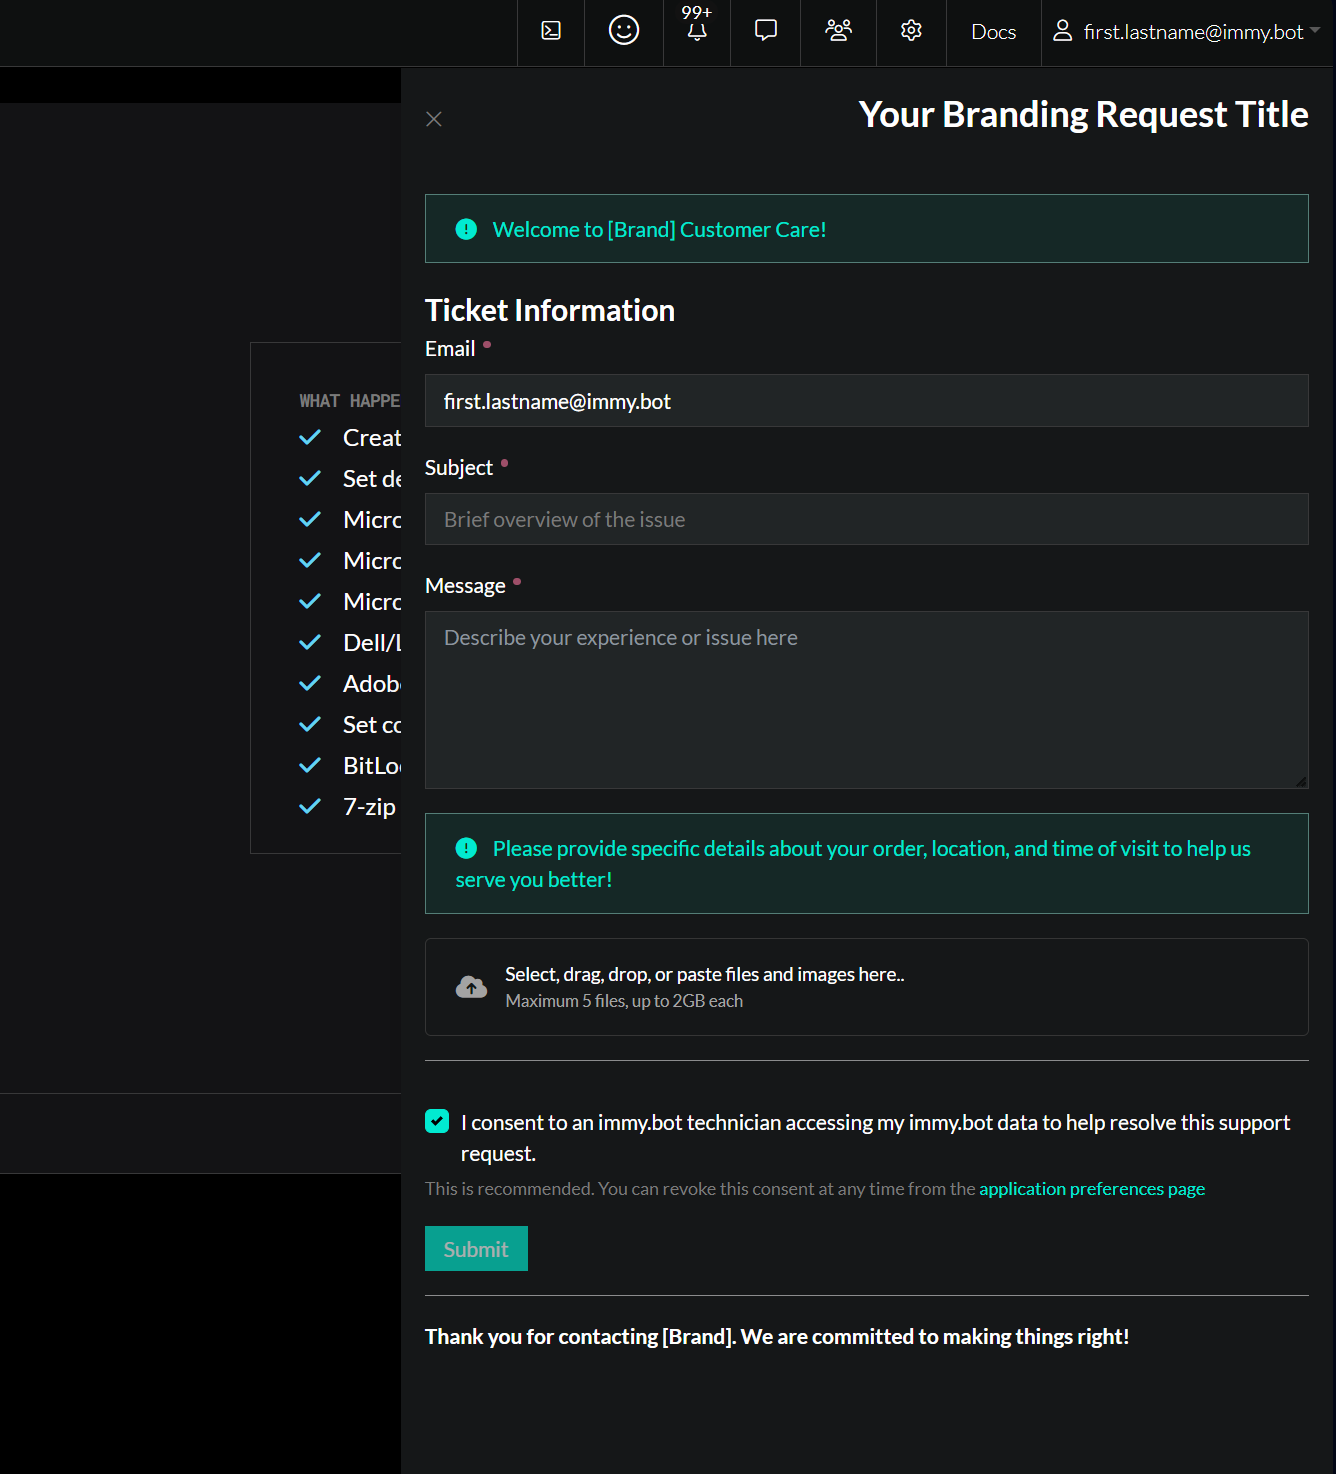 99+
Docs
first.lastname@immy.bot
Your Branding Request Title
Welcome to [Brand] Customer Care!
Ticket Information
Email
first.lastname@immy.bot
Subject
Brief overview of the issue
Message
Describe your experience or issue here
Please provide specific details about your order, location, and time of visit to help us
serve you better!
Select, drag, drop, or paste files and images here..
Maximum 5 files, up to 2GB each
I consent to an immy.bot technician accessing my immy.bot data to help resolve this support
request.
This is recommended. You can revoke this consent at any time from the application preferences page
Submit
Thank you for contacting [Brand]. We are committed to making things right!
WHAT HAPPE
Creat
Set de
Micro
Micro
Micro
Dell/L
Adob
Set co
BitLo
7-zip